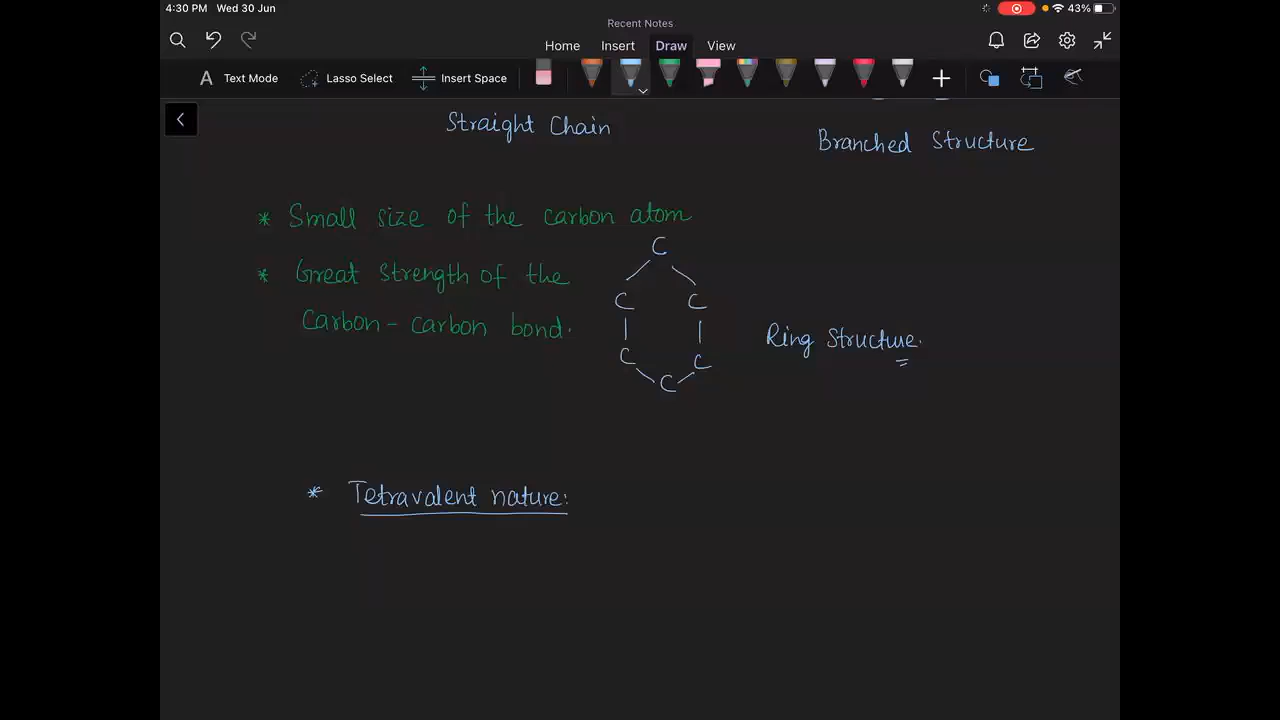 4:30 PM Wed 30 Jun
43%
Recent Notes
Home Insert Draw View
A Text Mode Lasso Select Insert Space
Straight Chain
Branched Structure
* Small size of the carbon atom
* Great Strength of the
Carbon - carbon bond.
C
C C
C C
C
Ring Structure.
* Tetravalent nature: